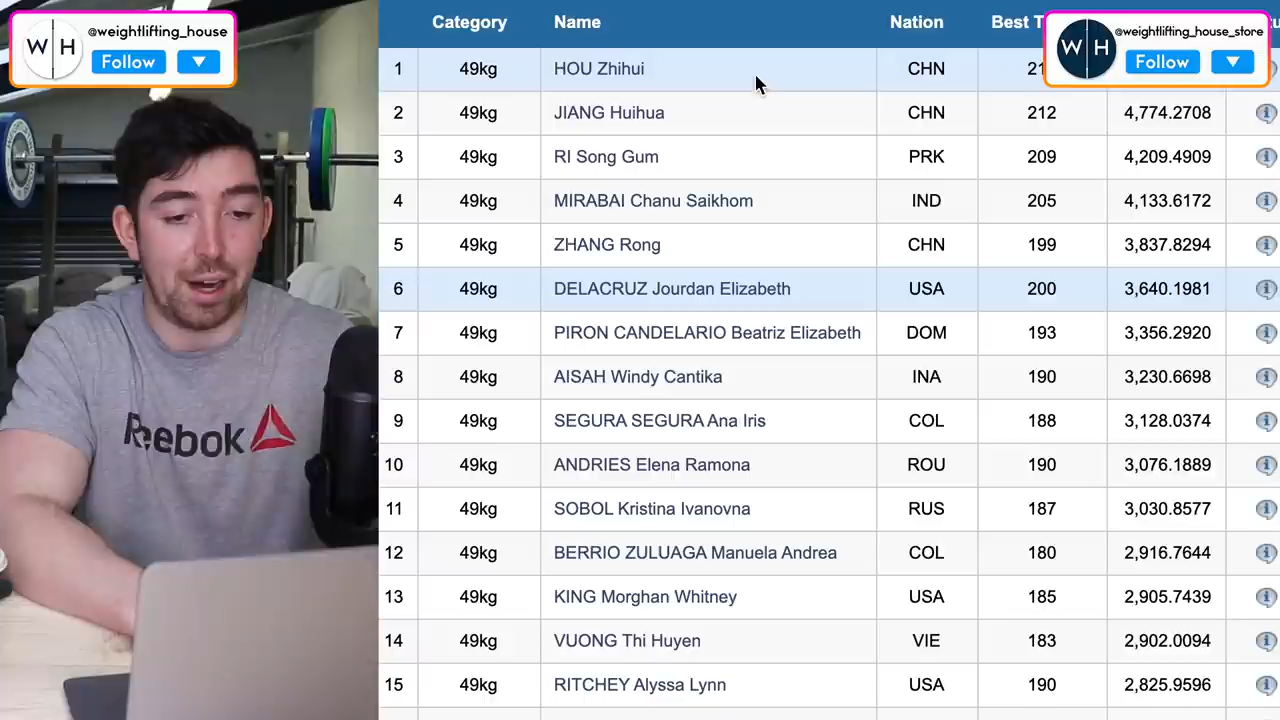 @weightlifting_house
W H
Follow
@weightlifting_house_store
W H
Follow
Category Name Nation Best
1 49kg HOU Zhihui CHN
2 49kg JIANG Huihua CHN 212 4,774.2708
3 49kg RI Song Gum PRK 209 4,209.4909
4 49kg MIRABAI Chanu Saikhom IND 205 4,133.6172
5 49kg ZHANG Rong CHN 199 3,837.8294
6 49kg DELACRUZ Jourdan Elizabeth USA 200 3,640.1981
7 49kg PIRON CANDELARIO Beatriz Elizabeth DOM 193 3,356.2920
8 49kg AISAH Windy Cantika INA 190 3,230.6698
9 49kg SEGURA SEGURA Ana Iris COL 188 3,128.0374
10 49kg ANDRIES Elena Ramona ROU 190 3,076.1889
11 49kg SOBOL Kristina Ivanovna RUS 187 3,030.8577
12 49kg BERRIO ZULUAGA Manuela Andrea COL 180 2,916.7644
13 49kg KING Morghan Whitney USA 185 2,905.7439
14 49kg VUONG Thi Huyen VIE 183 2,902.0094
15 49kg RITCHEY Alyssa Lynn USA 190 2,825.9596
Reebok